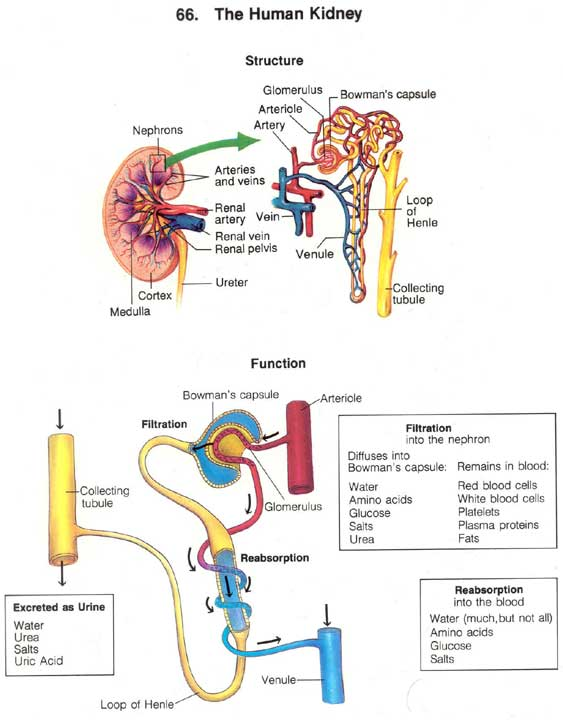 66. The Human Kidney
Structure
Glomerulus
Bowman's capsule
Arteriole
Artery
Nephrons
Arteries
and veins
Renal
artery
Vein
Loop
of
Henle
Renal vein
Renal pelvis
Venule
Ureter
Cortex
Collecting
tubule
Medulla
Function
Bowman's capsule
Arteriole
Filtration
Collecting
tubule
Glomerulus
Reabsorption
Venule
Loop of Henle
Filtration
into the nephron
Diffuses into
Bowman's capsule: Remains in blood:
Water Red blood cells
Amino acids White blood cells
Glucose Platelets
Salts Plasma proteins
Urea Fats
Reabsorption
into the blood
Water (much,but not all)
Amino acids
Glucose
Salts
Excreted as Urine
Water
Urea
Salts
Uric Acid